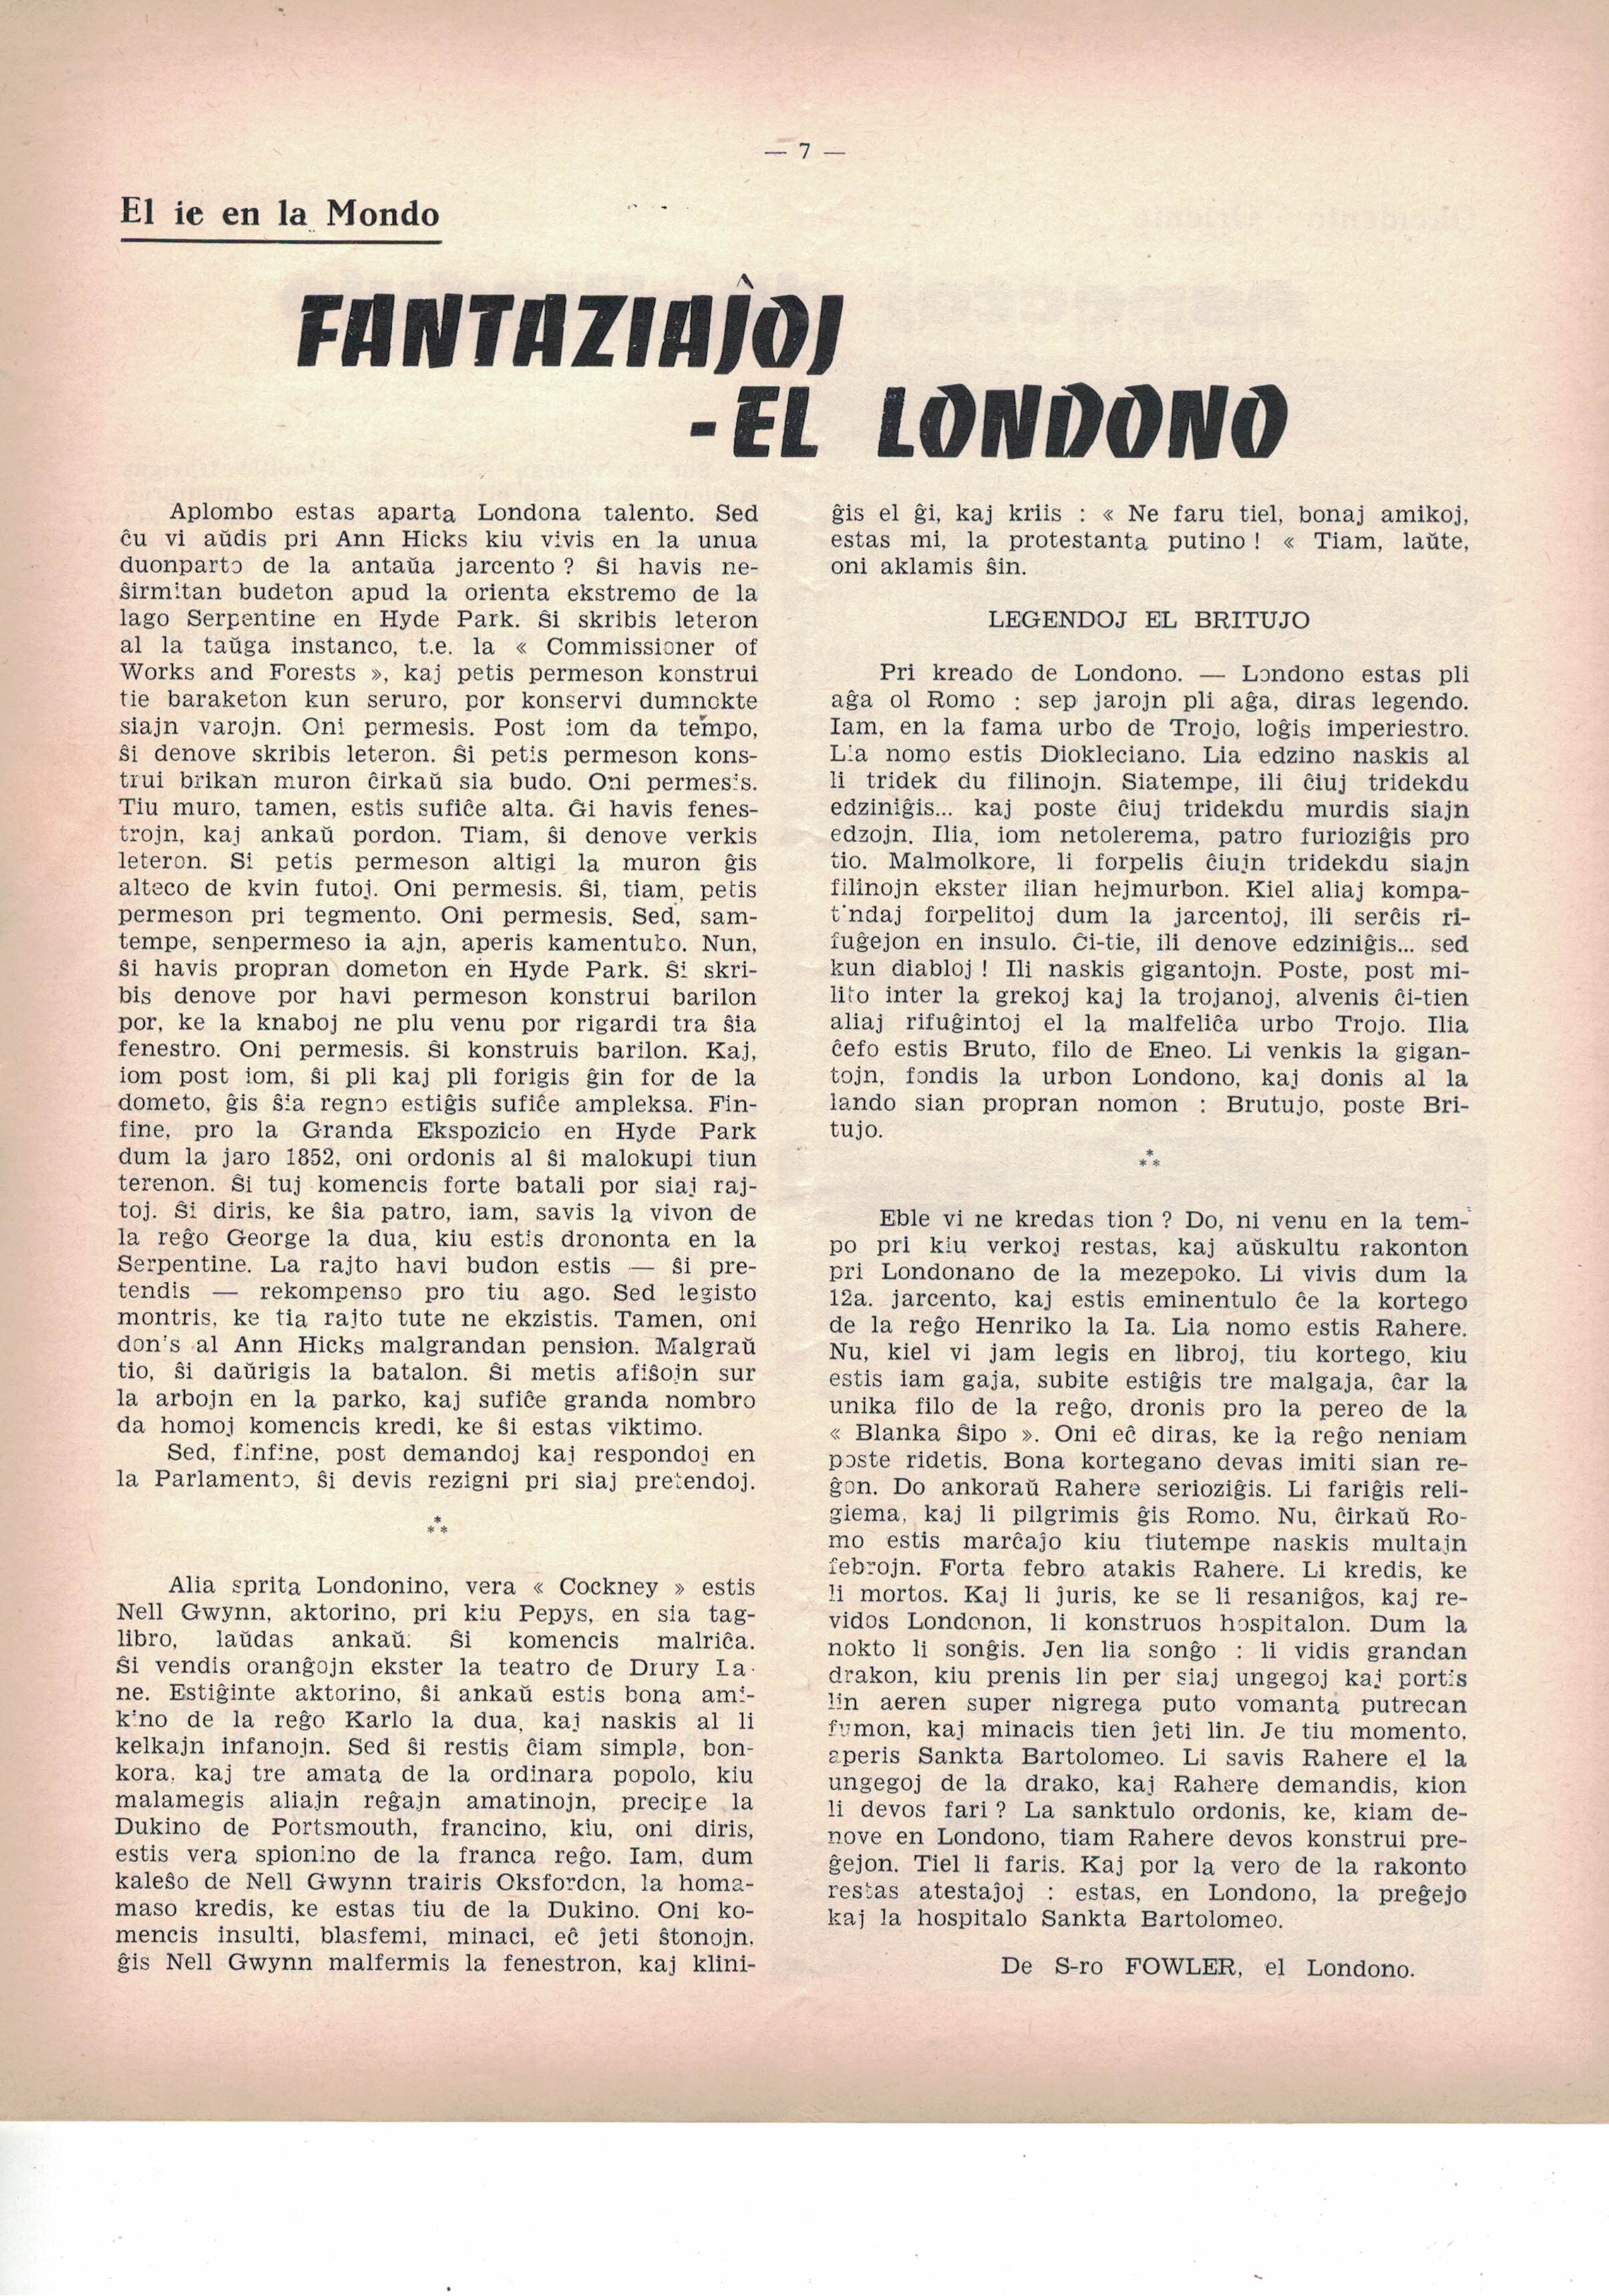 — 7 —
El ie en la Mondo
FANTAZIAĴOJ
-EL LONDONO
Aplombo estas aparta Londona talento. Sed
ĉu vi aŭdis pri Ann Hicks kiu vivis en la unua
duonparto de la antaŭa jarcento ? Ŝi havis ne-
ŝirmitan budeton apud la orienta ekstremo de la
lago Serpentine en Hyde Park. Ŝi skribis leteron
al la taŭga instanco, t.e. la « Commissioner of
Works and Forests », kaj petis permeson konstrui
tie baraketon kun seruro, por konservi dumnokte
siajn varojn. Oni permesis. Post iom da tempo,
ŝi denove skribis leteron. Ŝi petis permeson kons-
trui brikan muron ĉirkaŭ sia budo. Oni permesis.
Tiu muro, tamen, estis sufiĉe alta. Ĝi havis fenes-
trojn, kaj ankaŭ pordon. Tiam, ŝi denove verkis
leteron. Ŝi petis permeson altigi la muron ĝis
alteco de kvin futoj. Oni permesis. Ŝi, tiam, petis
permeson pri tegmento. Oni permesis. Sed, sam-
tempe, senpermeso ia ajn, aperis kamentubo. Nun,
ŝi havis propran dometon en Hyde Park. Ŝi skri-
bis denove por havi permeson konstrui barilon
por, ke la knaboj ne plu venu por rigardi tra ŝia
fenestro. Oni permesis. Ŝi konstruis barilon. Kaj,
iom post iom, ŝi pli kaj pli forigis ĝin for de la
dometo, ĝis ŝia regno estiĝis sufiĉe ampleksa. Fin-
fine, pro la Granda Ekspozicio en Hyde Park
dum la jaro 1852, oni ordonis al ŝi malokupi tiun
terenon. Ŝi tuj komencis forte batali por siaj raj-
toj. Ŝi diris, ke ŝia patro, iam, savis la vivon de
la reĝo George la dua, kiu estis drononta en la
Serpentine. La rajto havi budon estis — ŝi pre-
tendis — rekompenso pro tiu ago. Sed legisto
montris, ke tia rajto tute ne ekzistis. Tamen, oni
donis al Ann Hicks malgrandan pension. Malgraŭ
tio, ŝi daŭrigis la batalon. Ŝi metis afiŝojn sur
la arbojn en la parko, kaj sufiĉe granda nombro
da homoj komencis kredi, ke ŝi estas viktimo.
Sed, finfine, post demandoj kaj respondoj en
la Parlamento, ŝi devis rezigni pri siaj pretendoj.
⁂
Alia sprita Londonino, vera « Cockney » estis
Nell Gwynn, aktorino, pri kiu Pepys, en sia tag-
libro, laŭdas ankaŭ. Ŝi komencis malriĉa.
Ŝi vendis oranĝojn ekster la teatro de Drury La-
ne. Estiĝinte aktorino, ŝi ankaŭ estis bona ami-
kino de la reĝo Karlo la dua, kaj naskis al li
kelkajn infanojn. Sed ŝi restis ĉiam simpla, bon-
kora, kaj tre amata de la ordinara popolo, kiu
malamegis aliajn reĝajn amatinojn, precipe la
Dukino de Portsmouth, francino, kiu, oni diris,
estis vera spionino de la franca reĝo. Iam, dum
kaleŝo de Nell Gwynn trairis Oksfordon, la homa-
maso kredis, ke estas tiu de la Dukino. Oni ko-
mencis insulti, blasfemi, minaci, eĉ ĵeti ŝtonojn,
ĝis Nell Gwynn malfermis la fenestron, kaj klini-
ĝis el ĝi, kaj kriis : « Ne faru tiel, bonaj amikoj,
estas mi, la protestanta putino ! « Tiam, laŭte,
oni aklamis ŝin.
LEGENDOJ EL BRITUJO
Pri kreado de Londono. — Londono estas pli
aĝa ol Romo : sep jarojn pli aĝa, diras legendo.
Iam, en la fama urbo de Trojo, loĝis imperiestro.
Lia nomo estis Diokleciano. Lia edzino naskis al
li tridek du filinojn. Siatempe, ili ĉiuj tridekdu
edziniĝis... kaj poste ĉiuj tridekdu murdis siajn
edzojn. Ilia, iom netolerema, patro furioziĝis pro
tio. Malmolkore, li forpelis ĉiujn tridekdu siajn
filinojn ekster ilian hejmurbon. Kiel aliaj kompa-
tindaj forpelitoj dum la jarcentoj, ili serĉis ri-
fuĝejon en insulo. Ĉi-tie, ili denove edziniĝis... sed
kun diabloj ! Ili naskis gigantojn. Poste, post mi-
lito inter la grekoj kaj la trojanoj, alvenis ĉi-tien
aliaj rifuĝintoj el la malfeliĉa urbo Trojo. Ilia
ĉefo estis Bruto, filo de Eneo. Li venkis la gigan-
tojn, fondis la urbon Londono, kaj donis al la
lando sian propran nomon : Brutujo, poste Bri-
tujo.
⁂
Eble vi ne kredas tion ? Do, ni venu en la tem-
po pri kiu verkoj restas, kaj aŭskultu rakonton
pri Londonano de la mezepoko. Li vivis dum la
12a. jarcento, kaj estis eminentulo ĉe la kortego
de la reĝo Henriko la Ia. Lia nomo estis Rahere.
Nu, kiel vi jam legis en libroj, tiu kortego, kiu
estis iam gaja, subite estiĝis tre malgaja, ĉar la
unika filo de la reĝo, dronis pro la pereo de la
« Blanka Ŝipo ». Oni eĉ diras, ke la reĝo neniam
poste ridetis. Bona kortegano devas imiti sian re-
ĝon. Do ankoraŭ Rahere serioziĝis. Li fariĝis reli-
giema, kaj li pilgrimis ĝis Romo. Nu, ĉirkaŭ Ro-
mo estis marĉaĵo kiu tiutempe naskis multajn
febrojn. Forta febro atakis Rahere. Li kredis, ke
li mortos. Kaj li ĵuris, ke se li resaniĝos, kaj re-
vidos Londonon, li konstruos hospitalon. Dum la
nokto li sonĝis. Jen lia sonĝo : li vidis grandan
drakon, kiu prenis lin per siaj ungegoj kaj portis
lin aeren super nigrega puto vomanta putrecan
fumon, kaj minacis tien ĵeti lin. Je tiu momento,
aperis Sankta Bartolomeo. Li savis Rahere el la
ungegoj de la drako, kaj Rahere demandis, kion
li devos fari ? La sanktulo ordonis, ke, kiam de-
nove en Londono, tiam Rahere devos konstrui pre-
ĝejon. Tiel li faris. Kaj por la vero de la rakonto
restas atestaĵoj : estas, en Londono, la preĝejo
kaj la hospitalo Sankta Bartolomeo.
De S-ro FOWLER, el Londono.